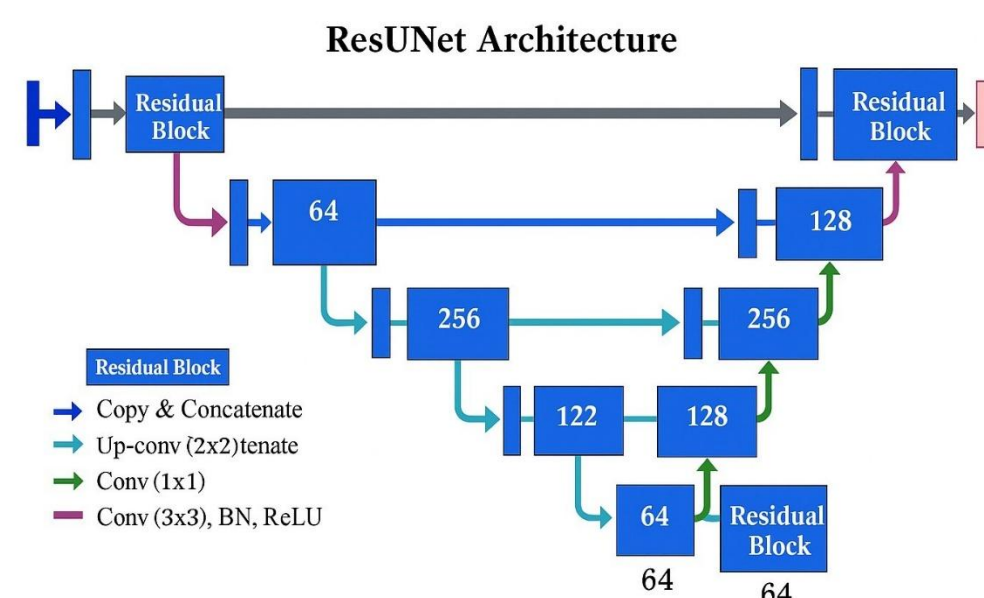 ResUNet Architecture
Residual
Block
Residual
Block
64
128
256
256
122
128
64
Residual
Block
64
64
Residual Block
Copy & Concatenate
Up-conv (2x2)tenate
Conv (1x1)
Conv (3x3), BN, ReLU